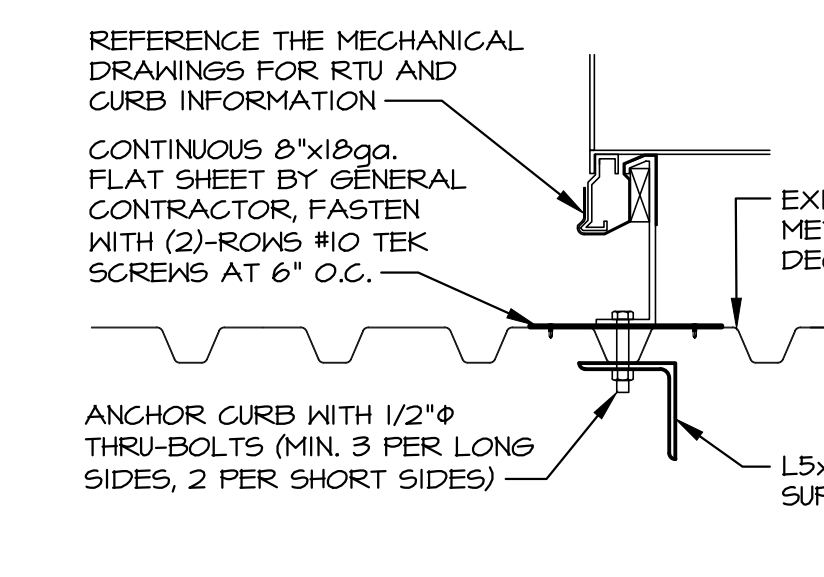 REFERENCE THE MECHANICAL
DRAWINGS FOR RTU AND
CURB INFORMATION
CONTINUOUS 8"x18ga.
FLAT SHEET BY GENERAL
CONTRACTOR, FASTEN
WITH (2)-ROWS #10 TEK
SCREWS AT 6" O.C.
ANCHOR CURB WITH 1/2"Φ
THRU-BOLTS (MIN. 3 PER LONG
SIDES, 2 PER SHORT SIDES)